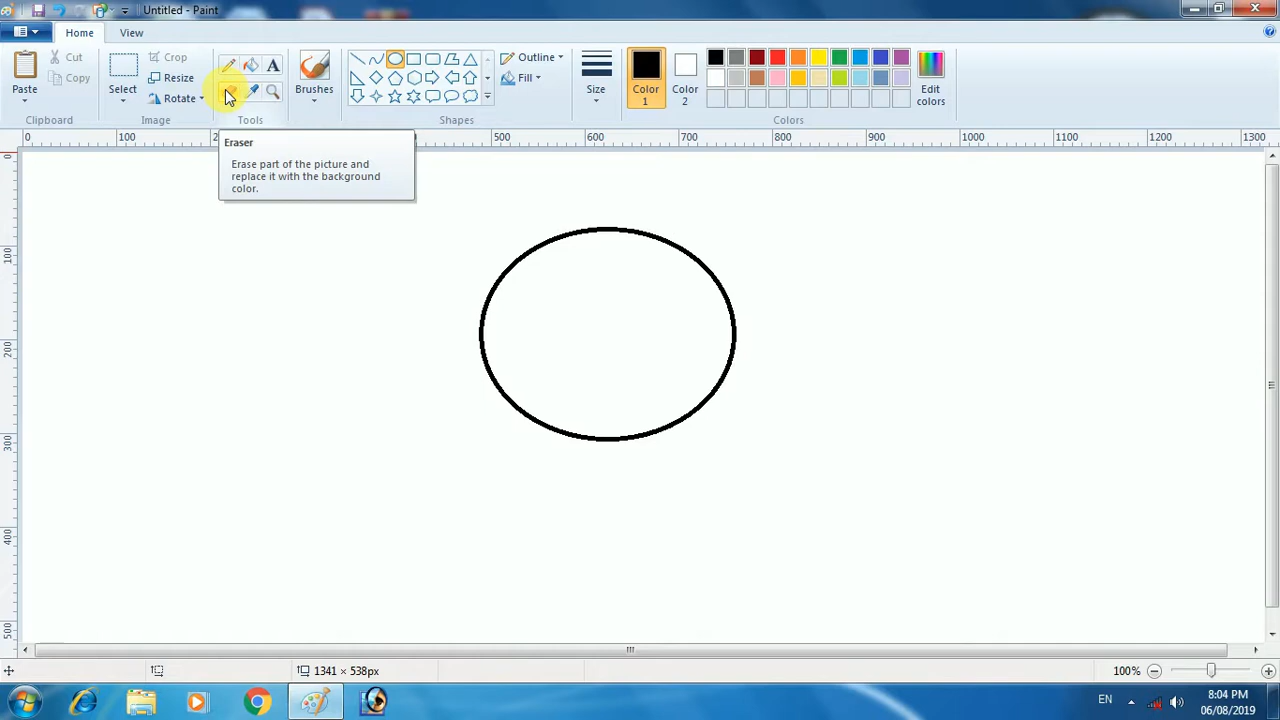 Untitled - Paint
Home View
Paste
Cut
Copy
Clipboard
Select
Crop
Resize
Rotate
Image
Tools
Brushes
Outline
Fill
Shapes
Size
Color 1
Color 2
Edit colors
Colors
0 100 2 500 600 700 800 900 1000 1100 1200 1300
0
100
200
300
400
500
Eraser
Erase part of the picture and
replace it with the background
color.
1341 × 538px
100%
EN
8:04 PM
06/08/2019